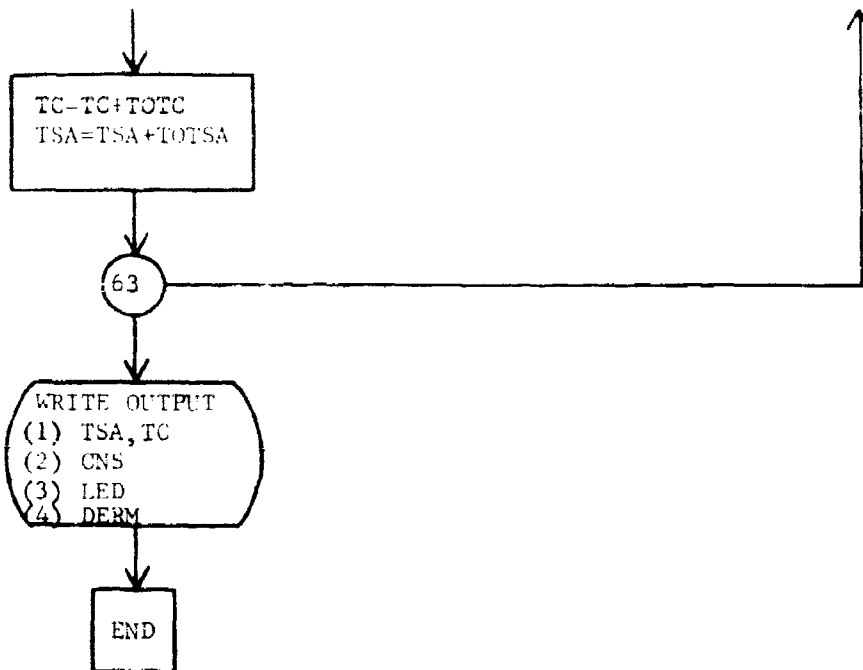 TC=TC+TOTC
TSA=TSA+TOTSA
63
WRITE OUTPUT
(1) TSA,TC
(2) CNS
(3) LED
(4) DERM
END